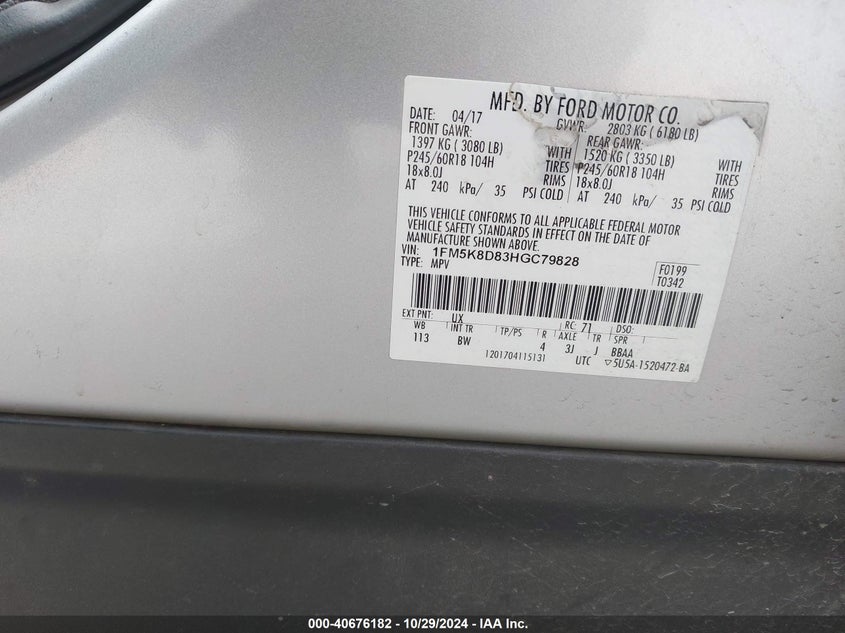 MFD. BY FORD MOTOR CO.
DATE: 04/17 GVWR: 2803 KG ( 6180 LB)
FRONT GAWR: REAR GAWR:
1397 KG ( 3080 LB) WITH 1520 KG ( 3350 LB) WITH
P245/60R18 104H TIRES P245/60R18 104H TIRES
18x8.0J RIMS 18x8.0J RIMS
AT 240 kPa/ 35 PSI COLD AT 240 kPa/ 35 PSI COLD
THIS VEHICLE CONFORMS TO ALL APPLICABLE FEDERAL MOTOR
VEHICLE SAFETY STANDARDS IN EFFECT ON THE DATE OF
MANUFACTURE SHOWN ABOVE.
VIN: 1FM5K8D83HGC79828
TYPE: MPV
F0199
T0342
EXT PNT: UX RC: 71 DSO:
WB INT TR TP/PS R AXLE TR SPR
113 BW 4 3J J BBAA
1201704115131 UTC ▽5U5A-1520472-BA
000-40676182 - 10/29/2024 - IAA Inc.